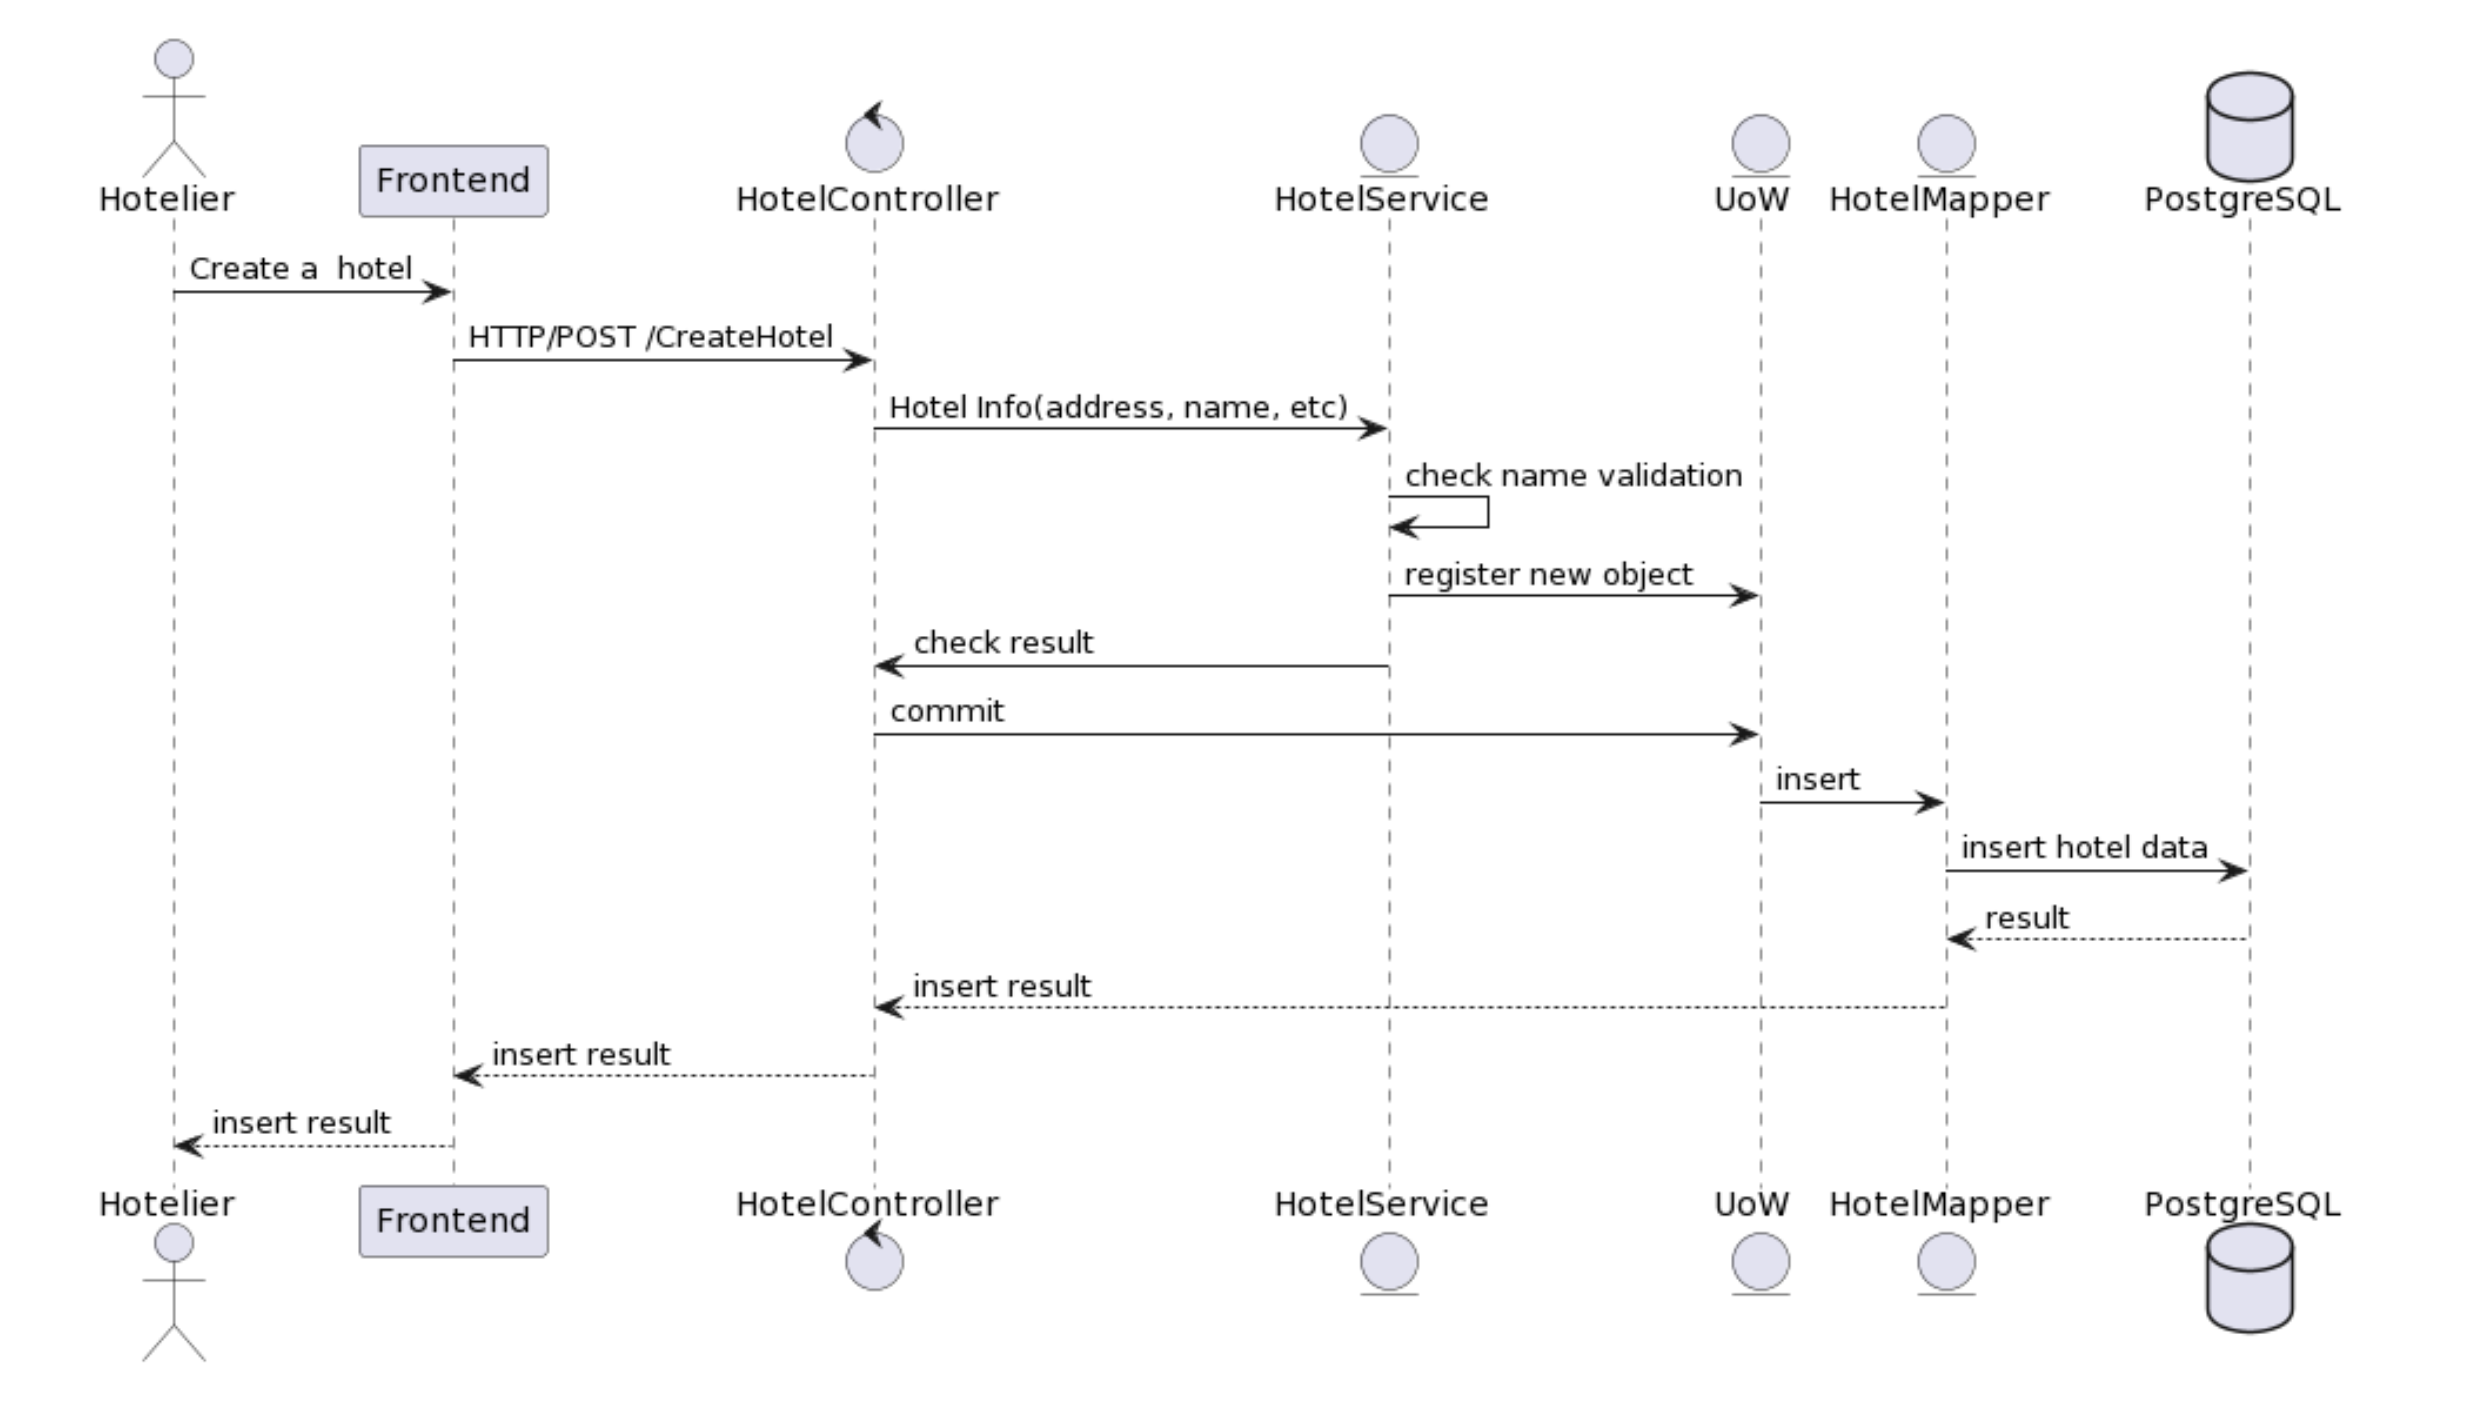 Hotelier
Frontend
HotelController
HotelService
UoW
HotelMapper
PostgreSQL
Create a  hotel
HTTP/POST /CreateHotel
Hotel Info(address, name, etc)
check name validation
register new object
check result
commit
insert
insert hotel data
result
insert result
insert result
insert result
Hotelier
Frontend
HotelController
HotelService
UoW
HotelMapper
PostgreSQL